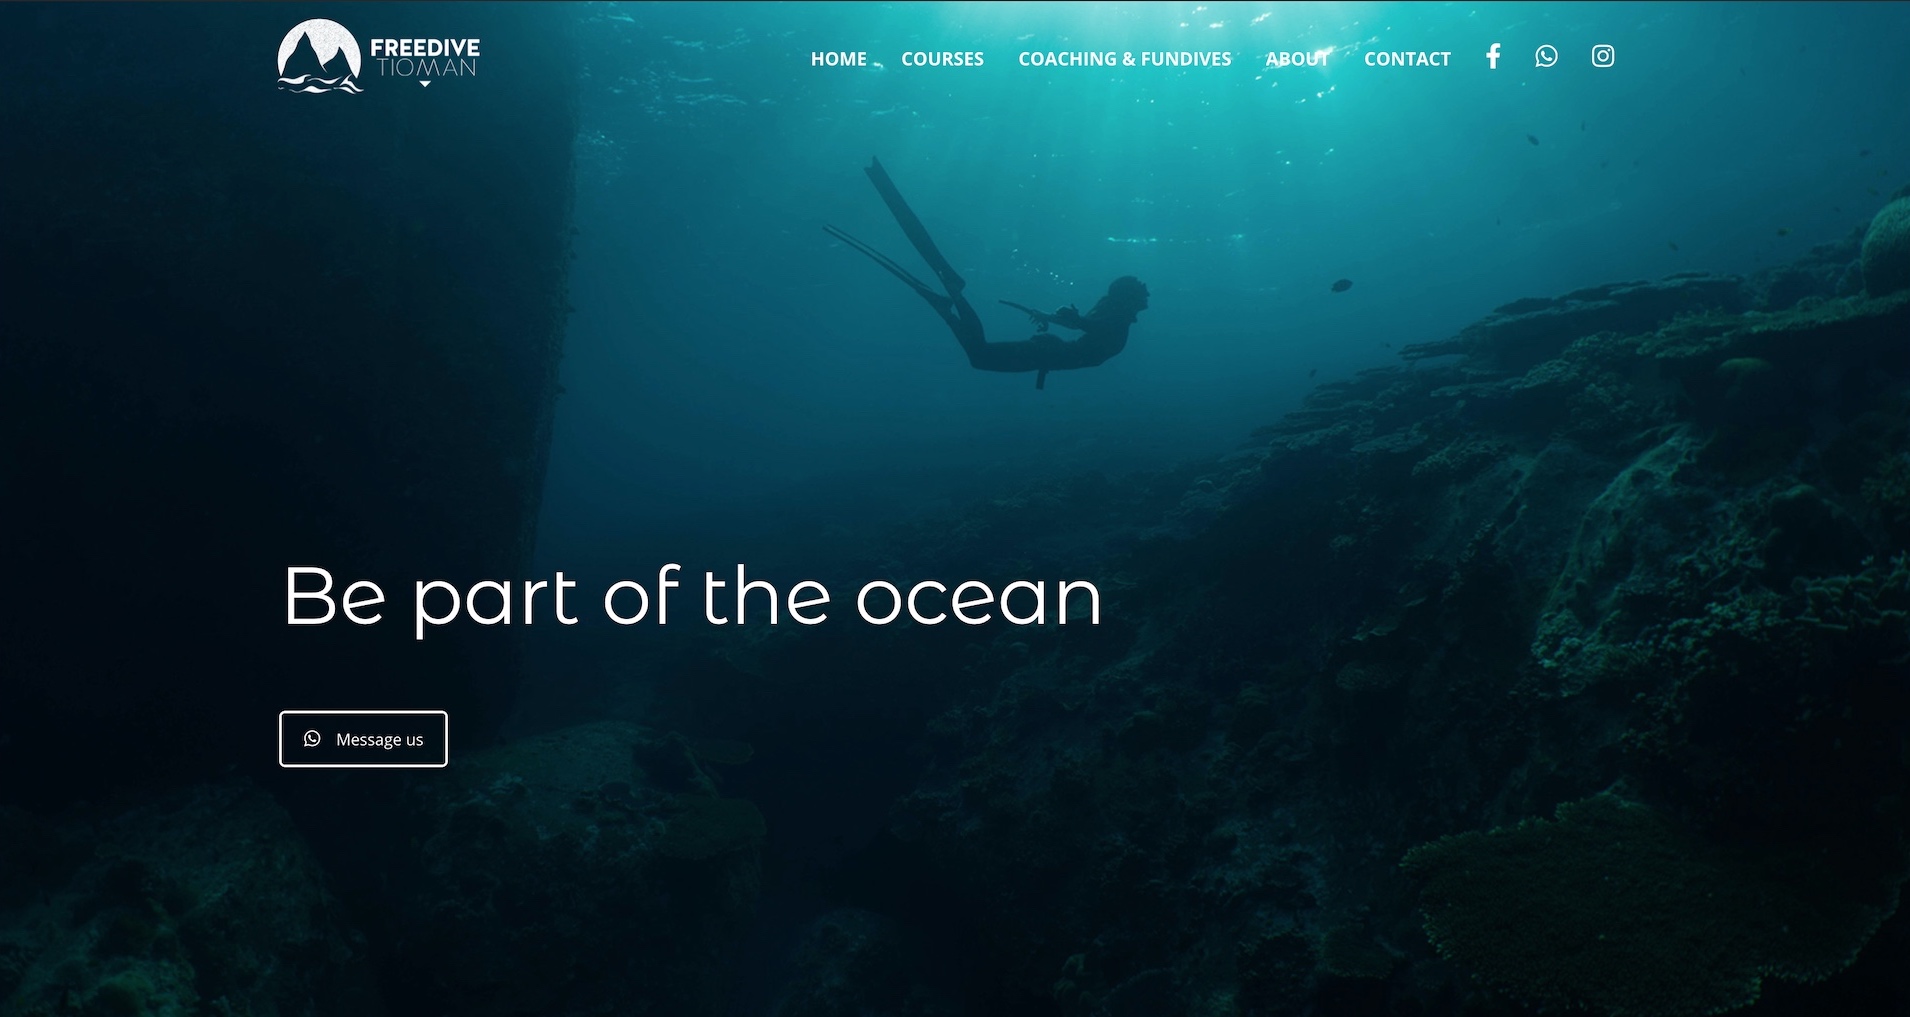 FREEDIVE
TIOMAN
HOME
COURSES
COACHING & FUNDIVES
ABOUT
CONTACT
Be part of the ocean
Message us